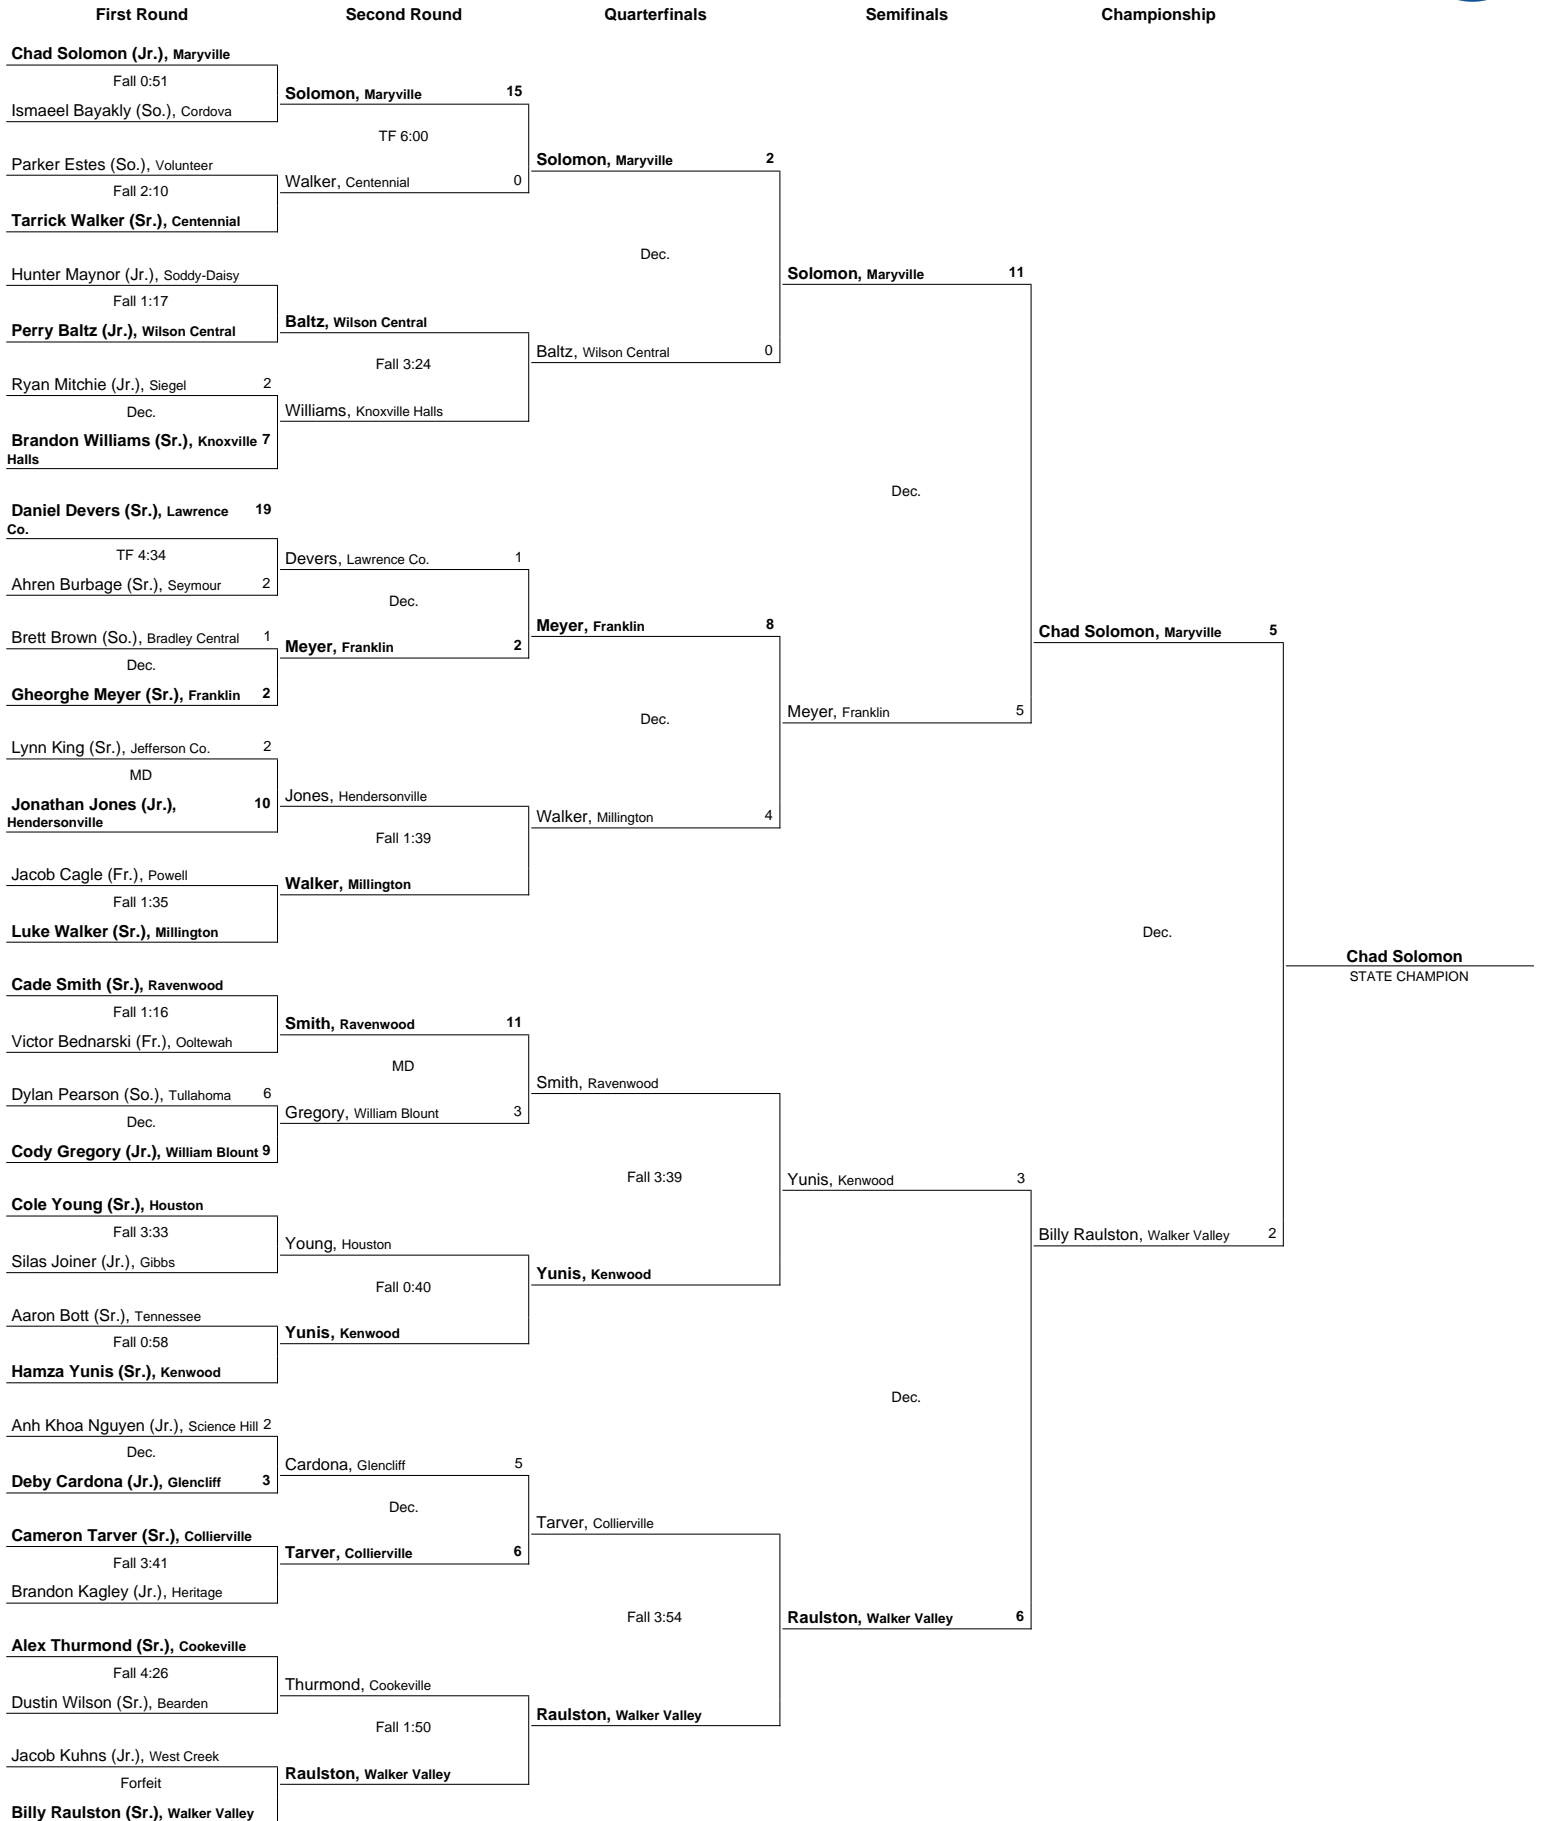 First Round Second Round Quarterfinals Semifinals Championship
Chad Solomon (Jr.), Maryville
Fall 0:51
Ismaeel Bayakly (So.), Cordova
Solomon, Maryville 15
TF 6:00
Walker, Centennial 0
Parker Estes (So.), Volunteer
Fall 2:10
Tarrick Walker (Sr.), Centennial
Solomon, Maryville 2
Dec.
Baltz, Wilson Central 0
Hunter Maynor (Jr.), Soddy-Daisy
Fall 1:17
Perry Baltz (Jr.), Wilson Central
Baltz, Wilson Central
Fall 3:24
Williams, Knoxville Halls
Ryan Mitchie (Jr.), Siegel 2
Dec.
Brandon Williams (Sr.), Knoxville 7
Halls
Solomon, Maryville 11
Dec.
Meyer, Franklin 5
Daniel Devers (Sr.), Lawrence 19
Co.
TF 4:34
Ahren Burbage (Sr.), Seymour 2
Devers, Lawrence Co. 1
Dec.
Meyer, Franklin 2
Brett Brown (So.), Bradley Central 1
Dec.
Gheorghe Meyer (Sr.), Franklin 2
Meyer, Franklin 8
Dec.
Walker, Millington 4
Lynn King (Sr.), Jefferson Co. 2
MD
Jonathan Jones (Jr.), 10
Hendersonville
Jones, Hendersonville
Fall 1:39
Walker, Millington
Jacob Cagle (Fr.), Powell
Fall 1:35
Luke Walker (Sr.), Millington
Chad Solomon, Maryville 5
Dec.
Billy Raulston, Walker Valley 2
Chad Solomon
STATE CHAMPION
Cade Smith (Sr.), Ravenwood
Fall 1:16
Victor Bednarski (Fr.), Ooltewah
Smith, Ravenwood 11
MD
Gregory, William Blount 3
Dylan Pearson (So.), Tullahoma 6
Dec.
Cody Gregory (Jr.), William Blount 9
Smith, Ravenwood
Fall 3:39
Yunis, Kenwood
Cole Young (Sr.), Houston
Fall 3:33
Silas Joiner (Jr.), Gibbs
Young, Houston
Fall 0:40
Yunis, Kenwood
Aaron Bott (Sr.), Tennessee
Fall 0:58
Hamza Yunis (Sr.), Kenwood
Yunis, Kenwood 3
Dec.
Raulston, Walker Valley 6
Anh Khoa Nguyen (Jr.), Science Hill 2
Dec.
Deby Cardona (Jr.), Glencliff 3
Cardona, Glencliff 5
Dec.
Tarver, Collierville 6
Cameron Tarver (Sr.), Collierville
Fall 3:41
Brandon Kagley (Jr.), Heritage
Tarver, Collierville
Fall 3:54
Raulston, Walker Valley
Alex Thurmond (Sr.), Cookeville
Fall 4:26
Dustin Wilson (Sr.), Bearden
Thurmond, Cookeville
Fall 1:50
Raulston, Walker Valley
Jacob Kuhns (Jr.), West Creek
Forfeit
Billy Raulston (Sr.), Walker Valley